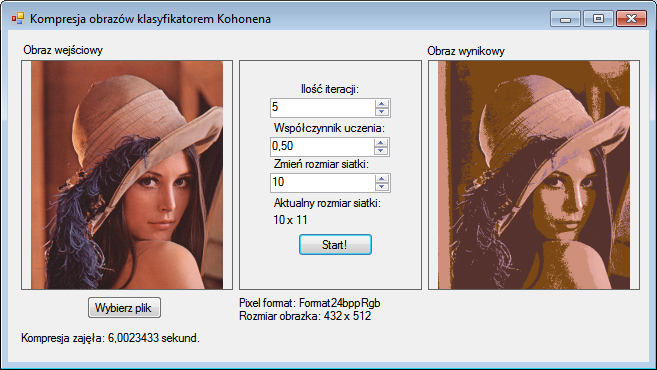 Kompresja obrazów klasyfikatorem Kohonena
Obraz wejściowy
Obraz wynikowy
Ilość iteracji:
5
Współczynnik uczenia:
0,50
Zmień rozmiar siatki:
10
Aktualny rozmiar siatki:
10 x 11
Start!
Wybierz plik
Pixel format: Format24bppRgb
Rozmiar obrazka: 432 x 512
Kompresja zajęła: 6,0023433 sekund.